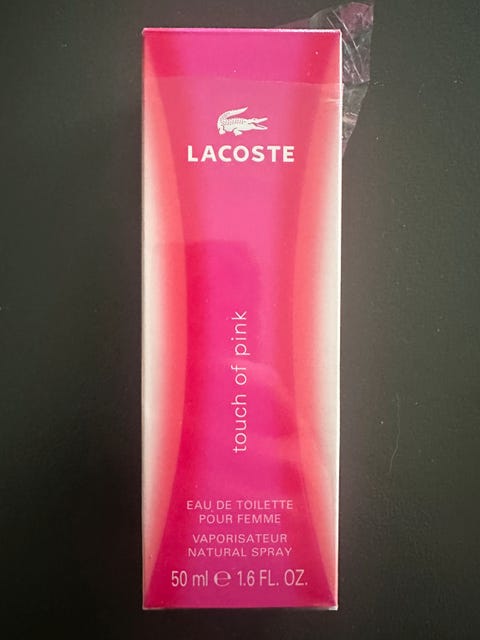 LACOSTE
touch of pink
EAU DE TOILETTE
POUR FEMME
VAPORISATEUR
NATURAL SPRAY
50 ml ℮ 1.6 FL. OZ.